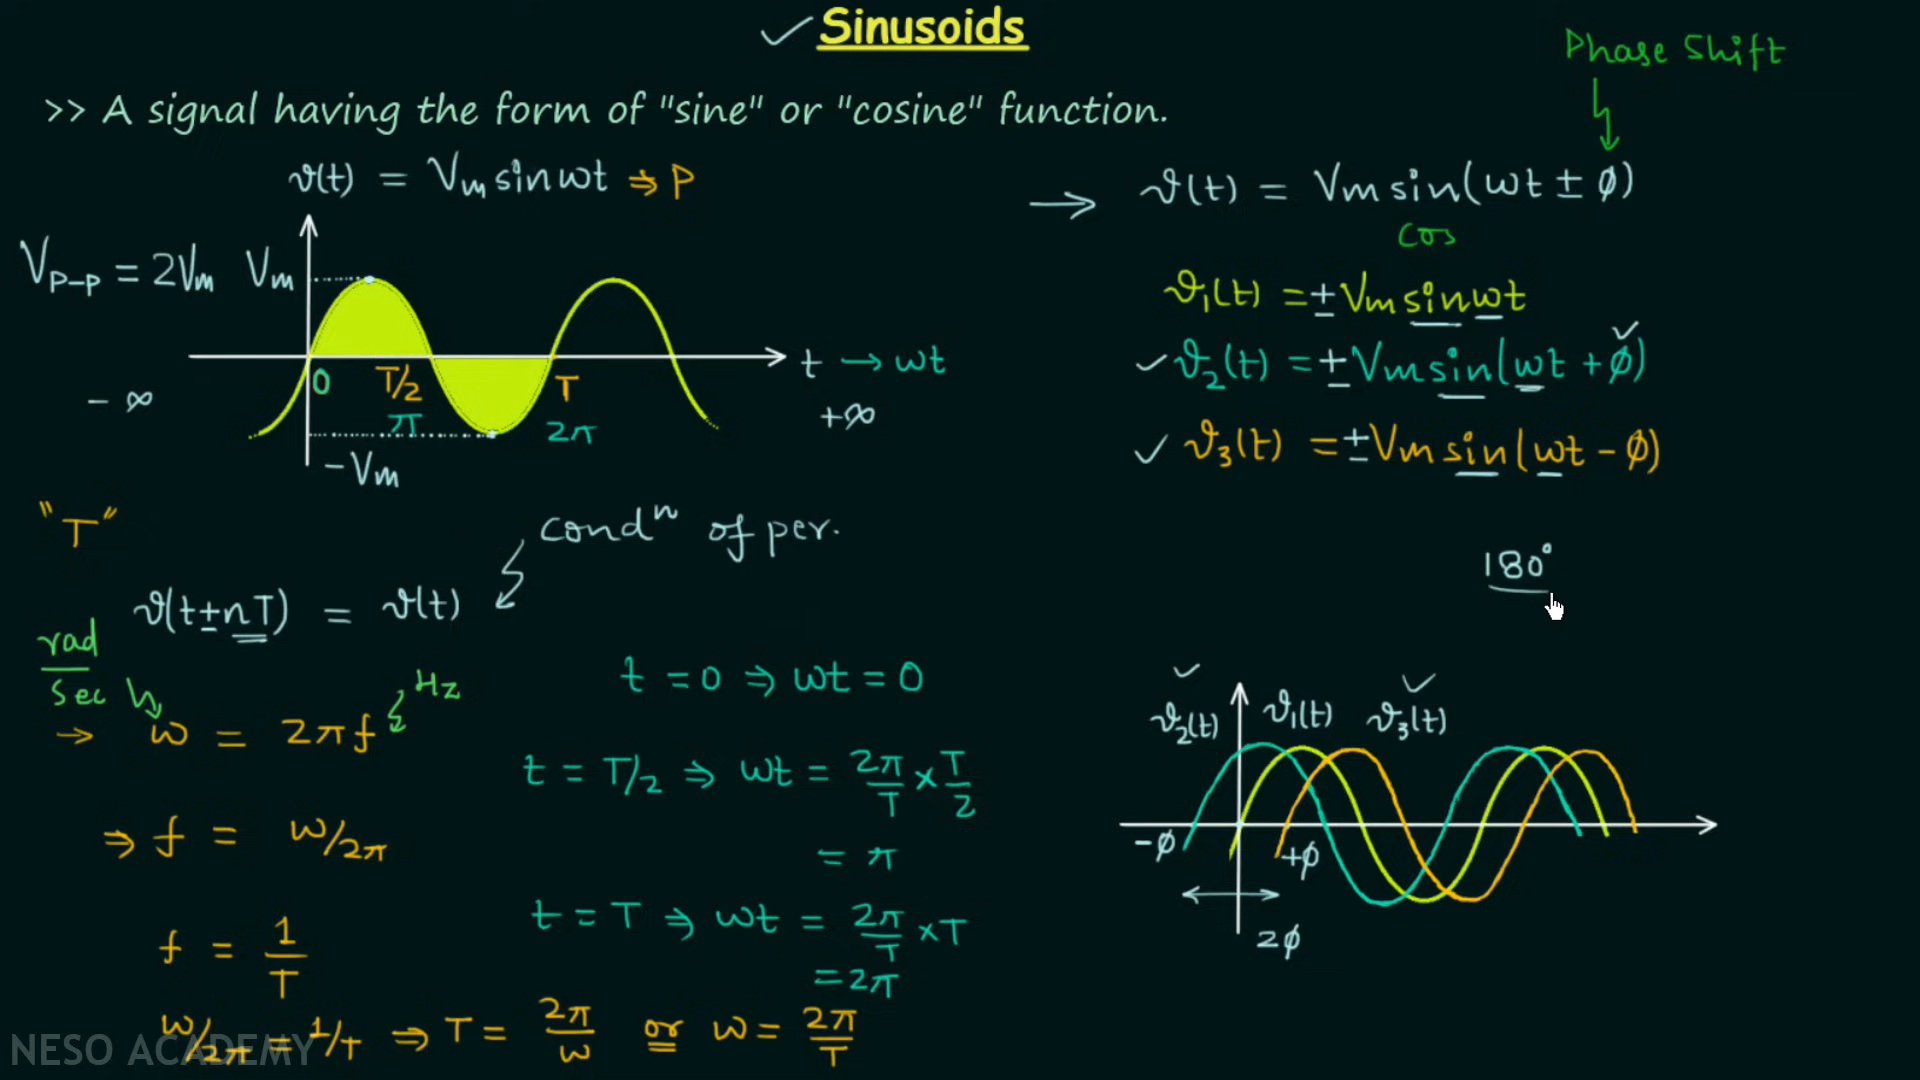 ✓ Sinusoids
Phase Shift
>> A signal having the form of "sine" or "cosine" function.
v(t) = Vm sin ωt ⇒ P
Vp-p = 2Vm
Vm
0
T/2
π
T
2π
t → ωt
-∞
+∞
-Vm
→ v(t) = Vm sin(ωt ± ϕ)
cos
v₁(t) = ±Vm sin ωt
✓ v₂(t) = ±Vm sin(ωt + ϕ) ✓
✓ v₃(t) = ±Vm sin(ωt - ϕ)
"T"
condⁿ of per.
v(t±nT) = v(t)
rad
sec
Hz
→ ω = 2πf
⇒ f = ω/2π
f = 1/T
ω/2π = 1/T ⇒ T = 2π/ω or ω = 2π/T
t = 0 ⇒ ωt = 0
t = T/2 ⇒ ωt = 2π/T × T/2
= π
t = T ⇒ ωt = 2π/T × T
= 2π
180°
✓ ✓
v₂(t) v₁(t) v₃(t)
-ϕ +ϕ
2ϕ
NESO ACADEMY